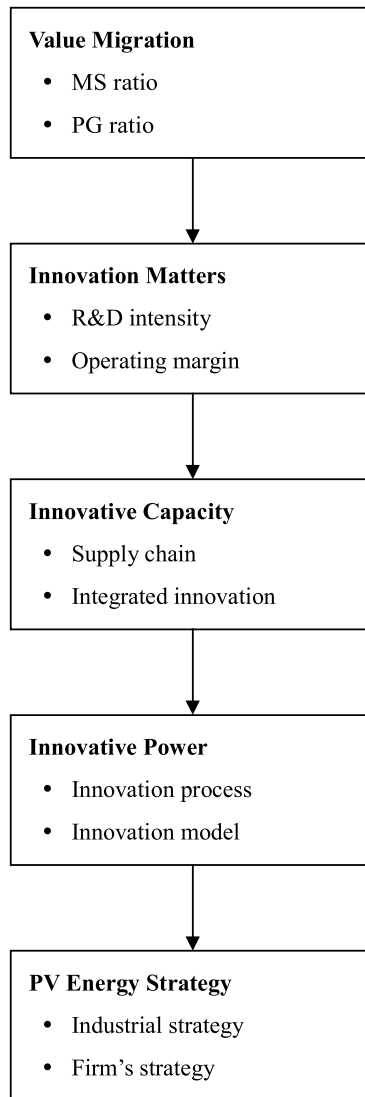 Value Migration
• MS ratio
• PG ratio
Innovation Matters
• R&D intensity
• Operating margin
Innovative Capacity
• Supply chain
• Integrated innovation
Innovative Power
• Innovation process
• Innovation model
PV Energy Strategy
• Industrial strategy
• Firm's strategy